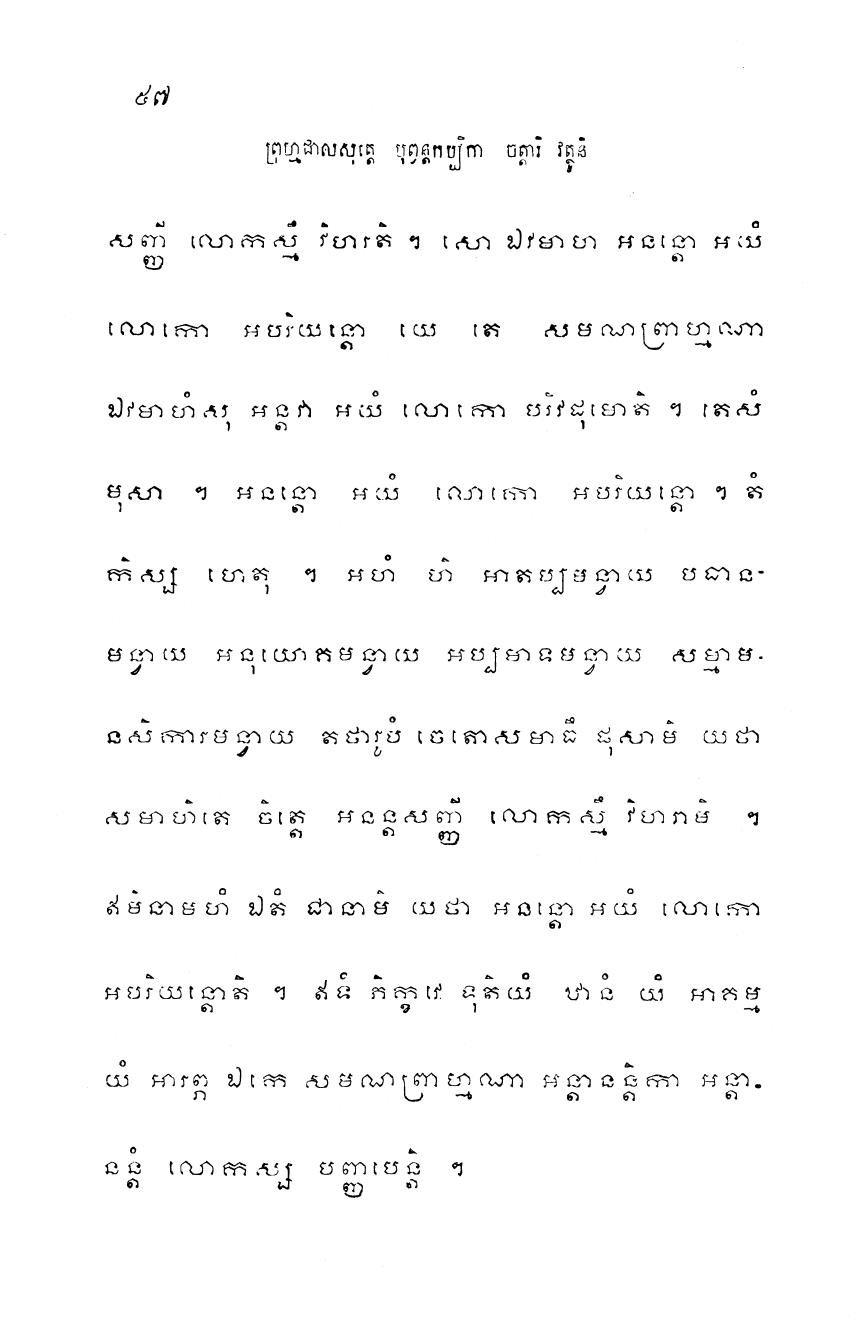 ៥៧
ព្រហ្មជាលសុត្តេ បុព្វន្តកប្បិកា ចត្តារិ វត្ថូនិ
សញ្ញី លោកស្មឹ វិហរតិ ។ សោ ឯវមាហ អនន្តោ អយំ
លោកោ អបរិយន្តោ យេ តេ សមណព្រាហ្មណា
ឯវមាហំសុ អន្តវា អយំ លោកោ បរិវដុមោតិ ។ តេសំ
មុសា ។ អនន្តោ អយំ លោកោ អបរិយន្តោ ។ តំ
កិស្ស ហេតុ ។ អហំ ហិ អាតប្បមន្វាយ បធាន-
មន្វាយ អនុយោគមន្វាយ អប្បមាទមន្វាយ សម្មាម-
នសិការមន្វាយ តថារូបំ ចេតោសមាធឹ ផុសាមិ យថា
សមាហិតេ ចិត្តេ អនន្តសញ្ញី លោកស្មឹ វិហរាមិ ។
ឥមិនាមហំ ឯតំ ជានាមិ យថា អនន្តោ អយំ លោកោ
អបរិយន្តោតិ ។ ឥទំ ភិក្ខវេ ទុតិយំ ឋានំ យំ អាគម្ម
យំ អារព្ភ ឯកេ សមណព្រាហ្មណា អន្តានន្តិកា អន្តា-
នន្តំ លោកស្ស បញ្ញាបេន្តិ ។